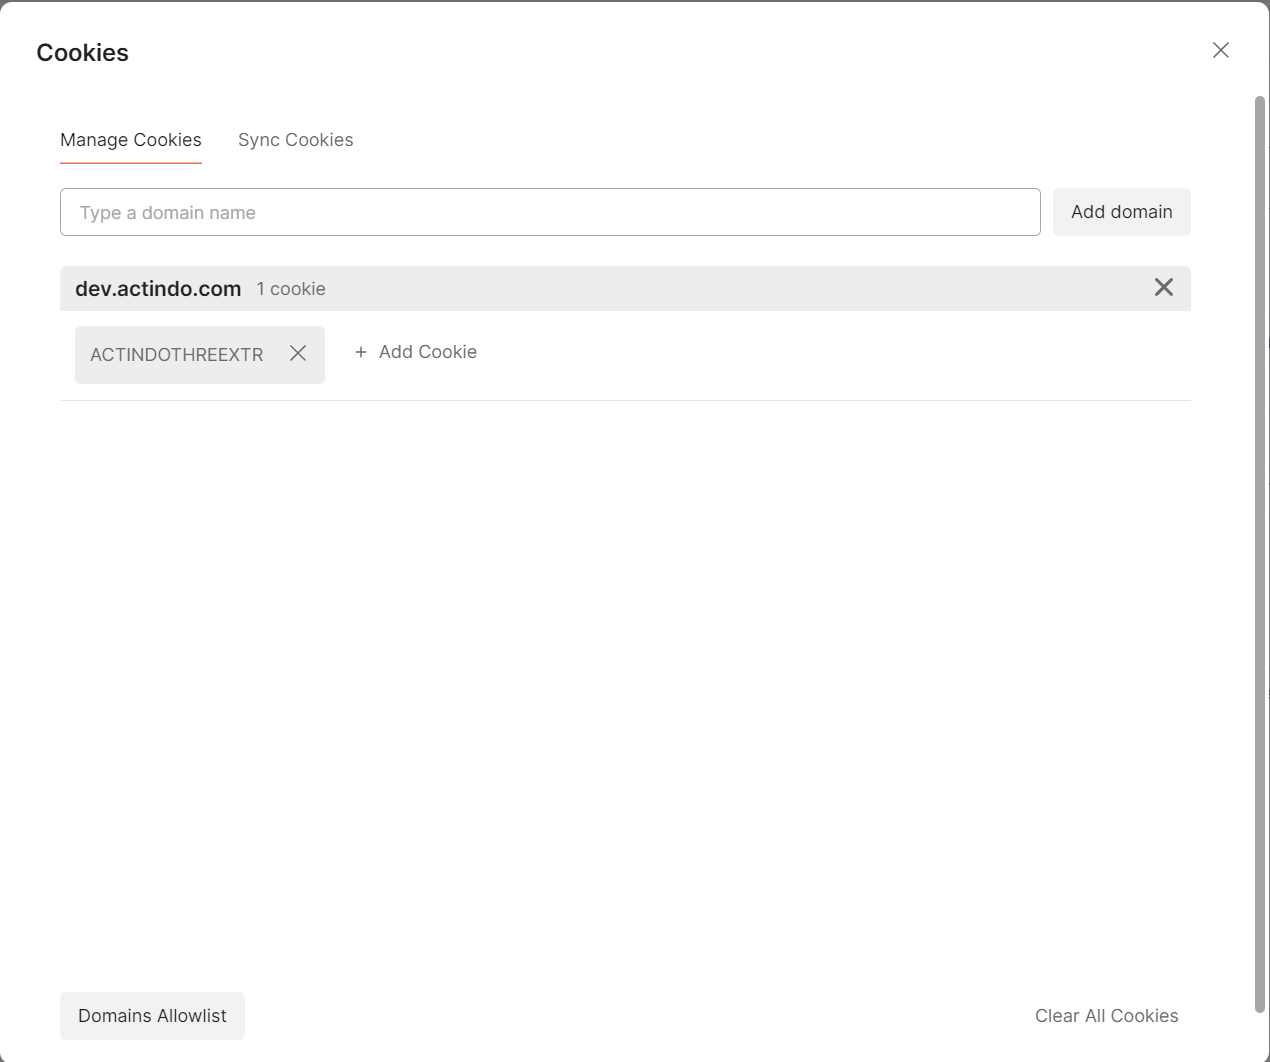 Cookies
Manage Cookies Sync Cookies
Type a domain name Add domain
dev.actindo.com 1 cookie
ACTINDOTHREEXTR + Add Cookie
Domains Allowlist Clear All Cookies